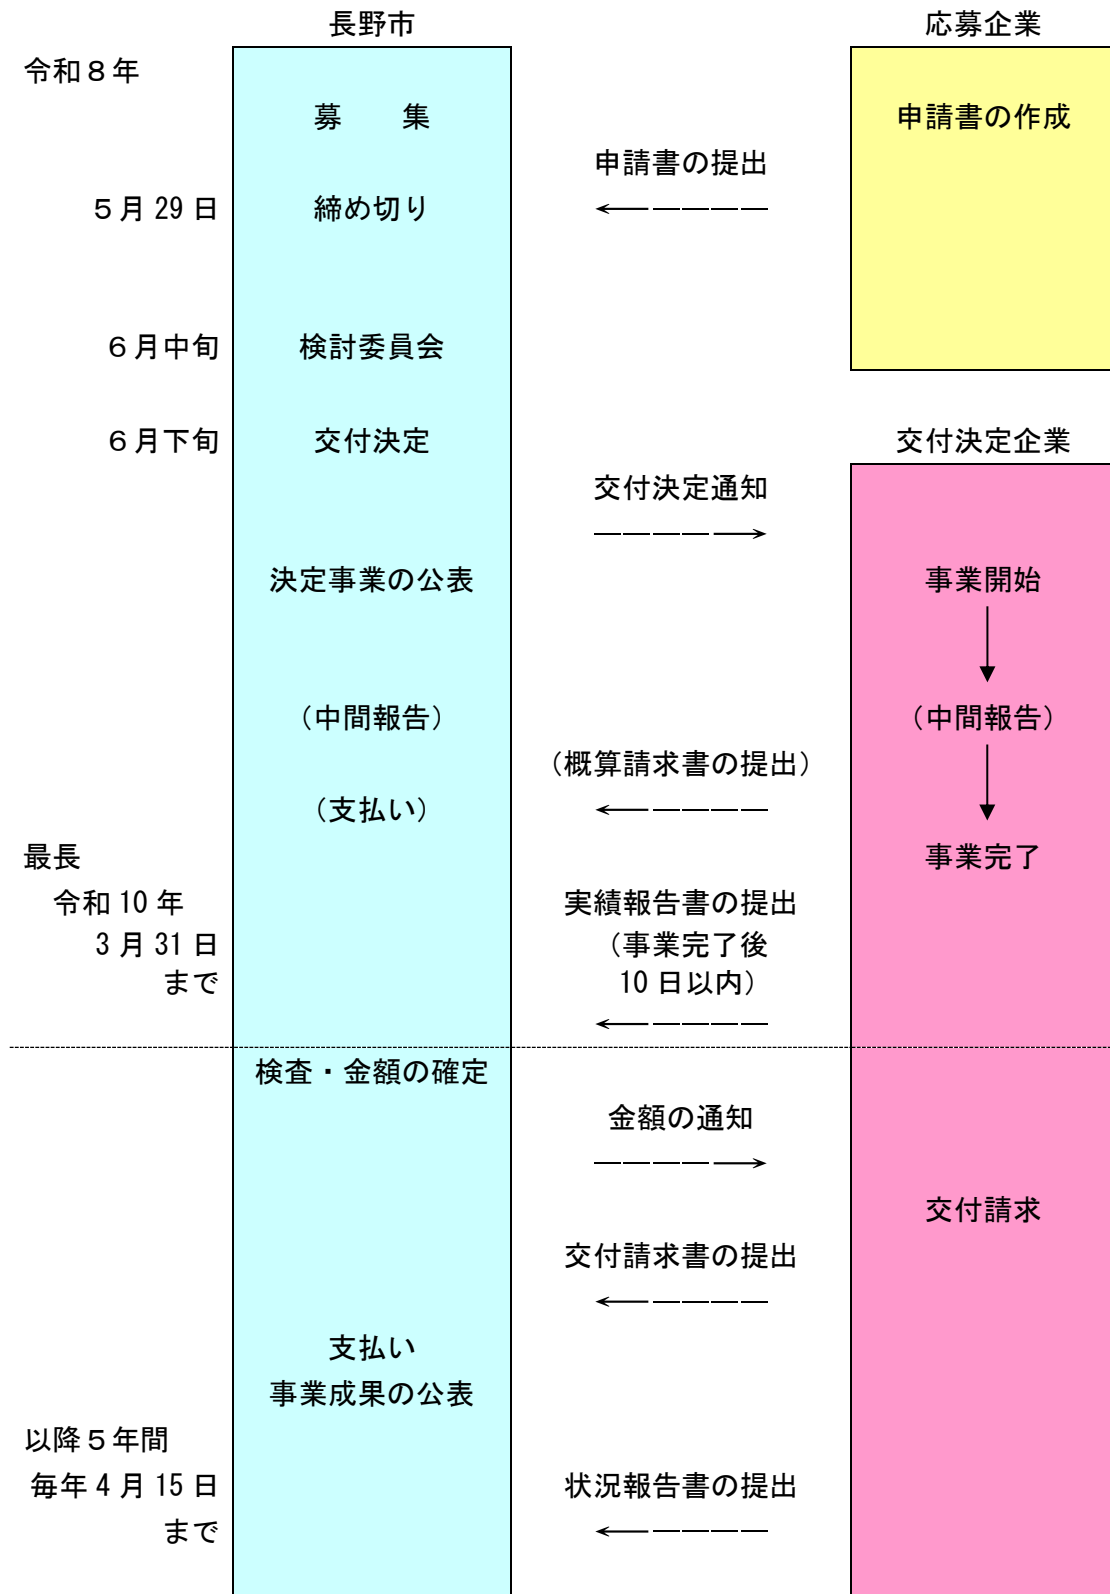 長野市 応募企業
令和８年
募　　集 申請書の作成
申請書の提出
５月 29 日 締め切り
６月中旬 検討委員会
６月下旬 交付決定 交付決定企業
交付決定通知
決定事業の公表 事業開始
（中間報告） （中間報告）
（概算請求書の提出）
（支払い）
最長 事業完了
令和 10 年 実績報告書の提出
3 月 31 日 （事業完了後
まで 10 日以内）
検査・金額の確定
金額の通知
交付請求
交付請求書の提出
支払い
事業成果の公表
以降５年間
毎年 4 月 15 日 状況報告書の提出
まで